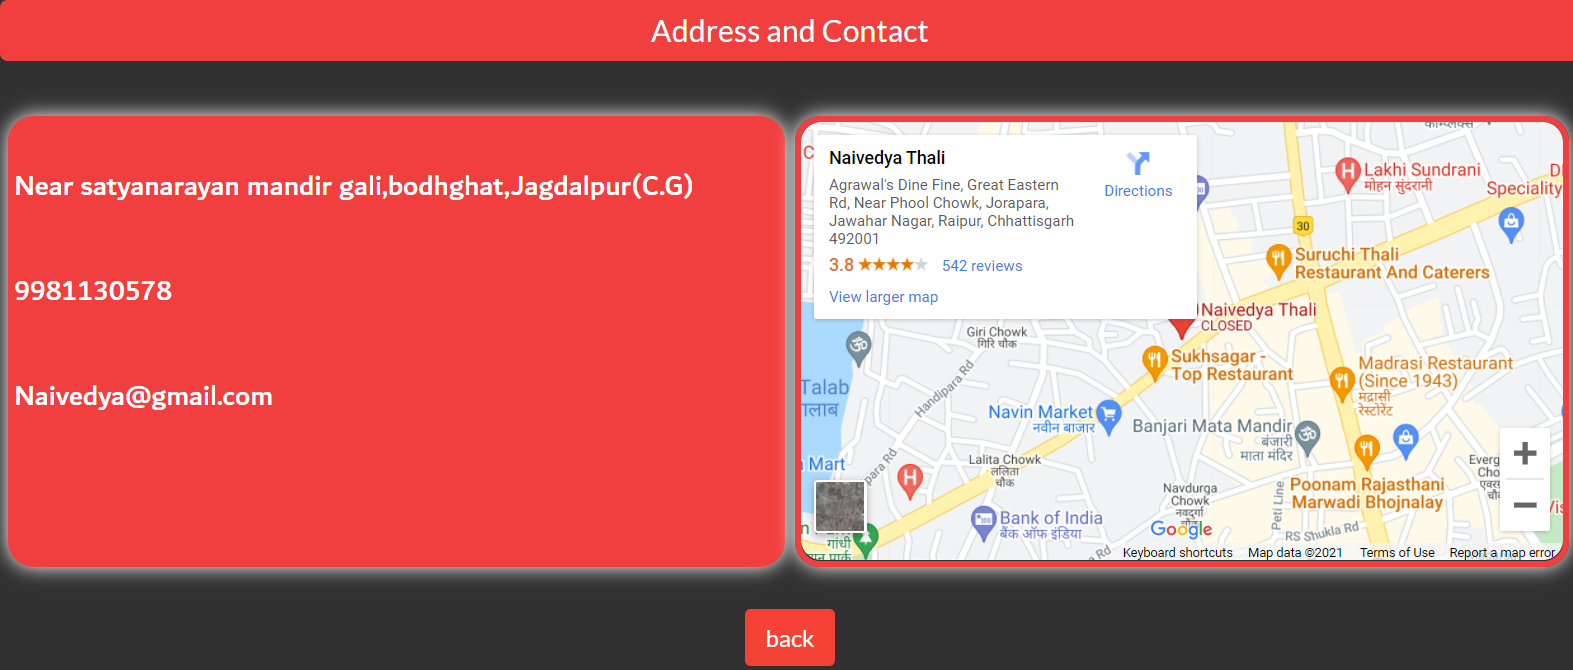 Address and Contact
Near satyanarayan mandir gali,bodhghat,Jagdalpur(C.G)
9981130578
Naivedya@gmail.com
Naivedya Thali
Agrawal's Dine Fine, Great Eastern
Rd, Near Phool Chowk, Jorapara,
Jawahar Nagar, Raipur, Chhattisgarh
492001
3.8
542 reviews
View larger map
Directions
Lakhi Sundrani
मोहन सुंदरानी
Speciality
30
Suruchi Thali
Restaurant And Caterers
Naivedya Thali
CLOSED
Giri Chowk
गिरि चौक
Sukhsagar -
Top Restaurant
Madrasi Restaurant
(Since 1943)
मद्रासी
रेस्टोरेंट
Talab
Handipara Rd
Navin Market
नवीन बाजार
Banjari Mata Mandir
बंजारी
माता मंदिर
Mart
para Rd
Lalita Chowk
ललिता
चौक
Everg
Navdurga
Chowk
नवदुर्गा
चौक
Peti Line
Poonam Rajasthani
Marwadi Bhojnalay
Bank of India
बैंक ऑफ इंडिया
गांधी
RS Shukla Rd
Rd
Google
Keyboard shortcuts
Map data ©2021
Terms of Use
Report a map error
back